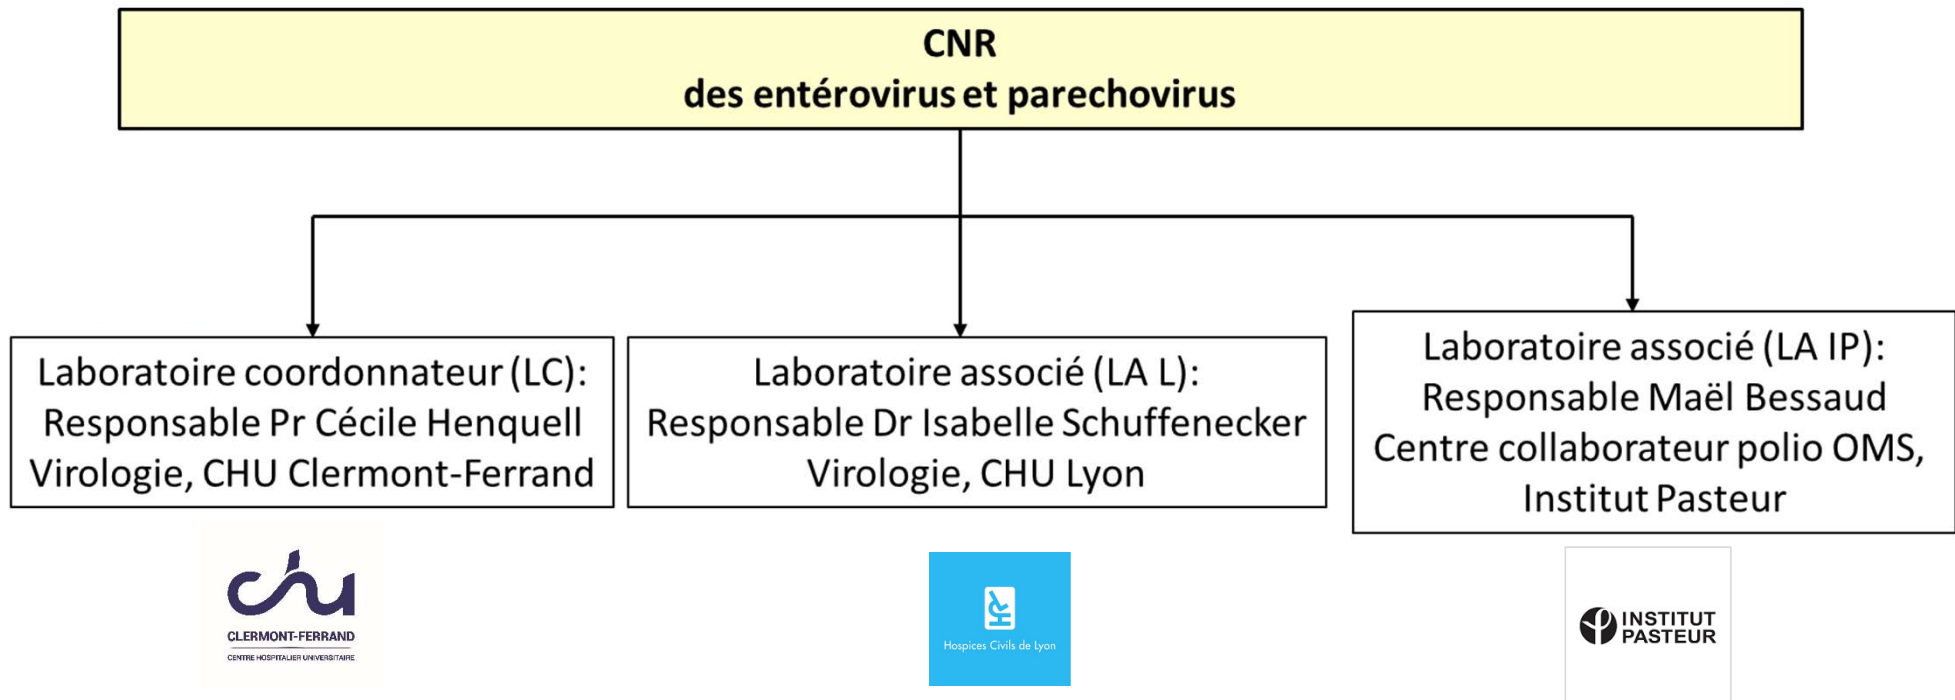 CNR
des entérovirus et parechovirus
Laboratoire coordonnateur (LC):
Responsable Pr Cécile Henquell
Virologie, CHU Clermont-Ferrand
Laboratoire associé (LA L):
Responsable Dr Isabelle Schuffenecker
Virologie, CHU Lyon
Laboratoire associé (LA IP):
Responsable Maël Bessaud
Centre collaborateur polio OMS,
Institut Pasteur
chu
CLERMONT-FERRAND
CENTRE HOSPITALIER UNIVERSITAIRE
HCL
Hospices Civils de Lyon
INSTITUT
PASTEUR